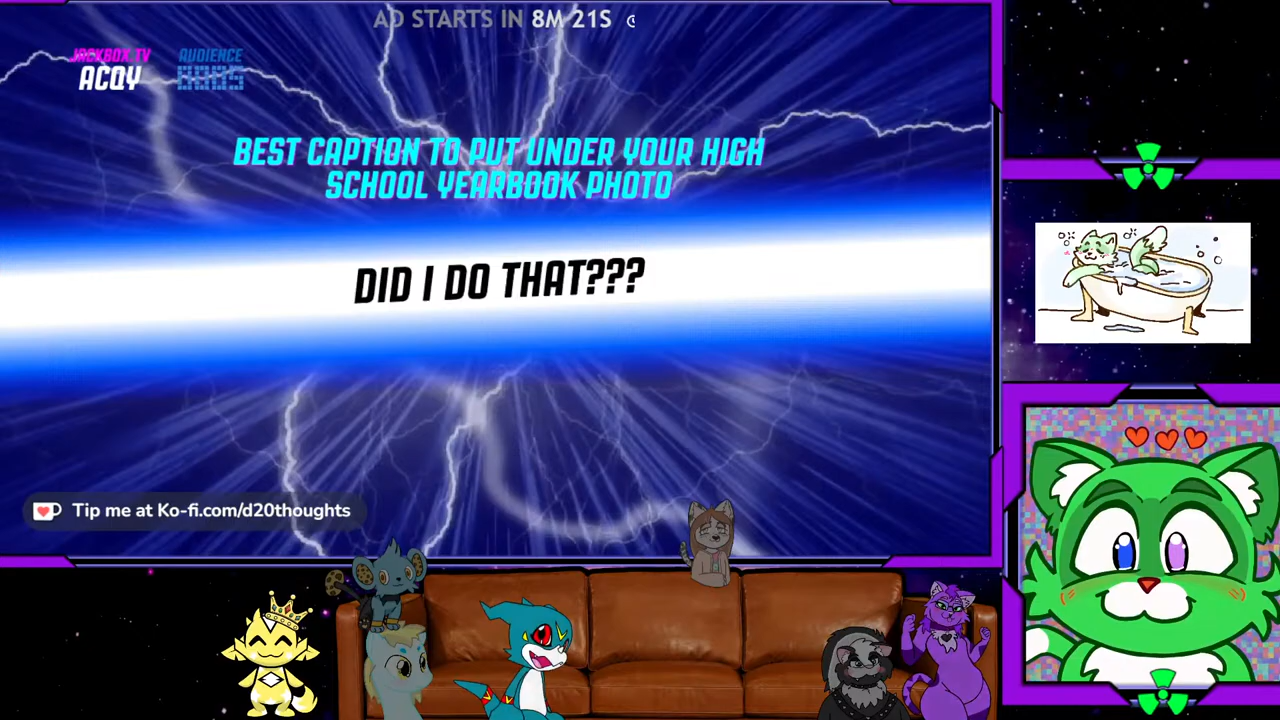 AD STARTS IN 8M 21S
JACKBOX.TV
ACQY
AUDIENCE
BEST CAPTION TO PUT UNDER YOUR HIGH
SCHOOL YEARBOOK PHOTO
DID I DO THAT???
Tip me at Ko-fi.com/d20thoughts